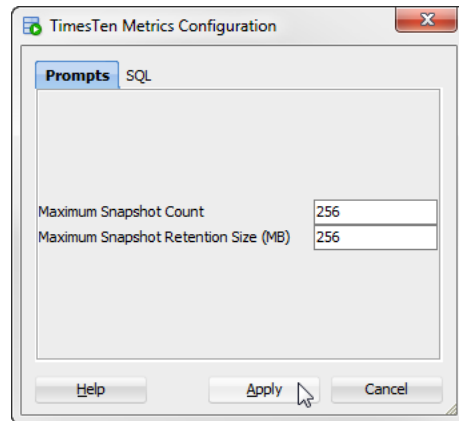 TimesTen Metrics Configuration
Prompts SQL
Maximum Snapshot Count 256
Maximum Snapshot Retention Size (MB) 256
Help Apply Cancel